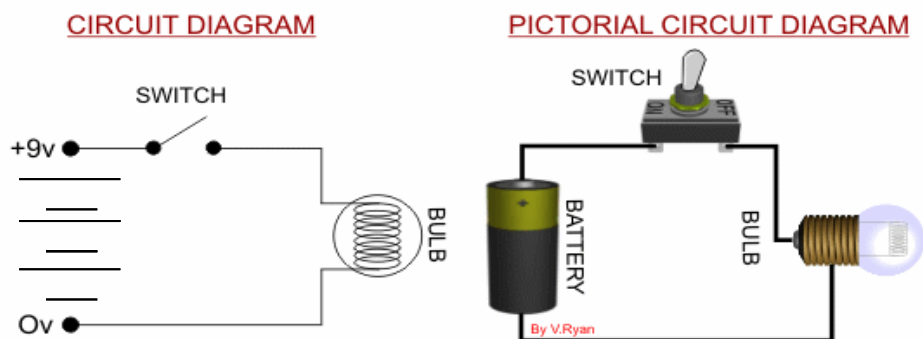 CIRCUIT DIAGRAM
SWITCH
+9v
BULB
Ov
PICTORIAL CIRCUIT DIAGRAM
SWITCH
ON
OFF
+
BATTERY
BULB
By V.Ryan